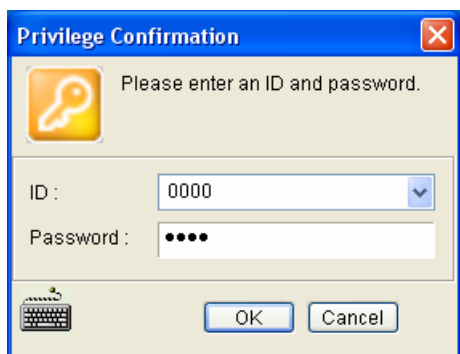 Privilege Confirmation
Please enter an ID and password.
ID : 0000
Password : ••••
OK Cancel